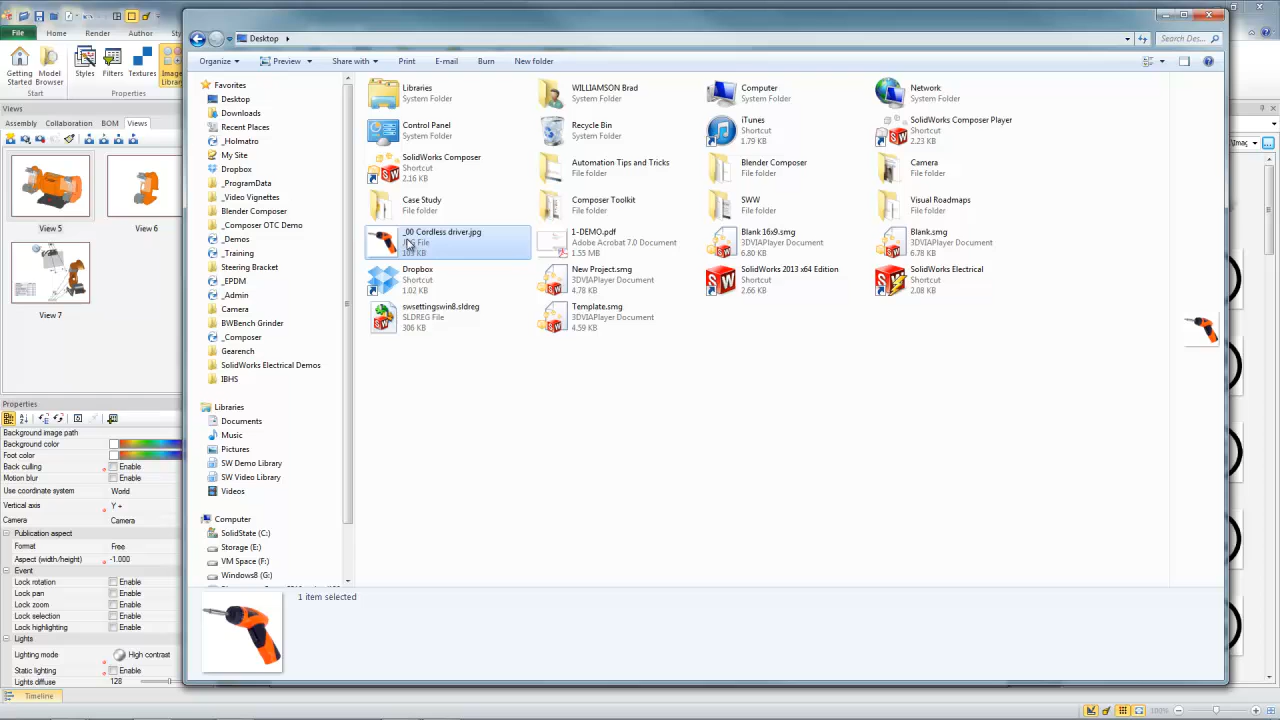 File Home Render Author Sty
Getting Started
Model Browser
Styles
Filters
Textures
Image Library
Start
Properties
Views
Assembly Collaboration BOM Views
View 5
View 6
View 7
Properties
Background image path
Background color
Foot color
Back culling Enable
Motion blur Enable
Use coordinate system World
Vertical axis Y +
Camera Camera
Publication aspect
Format Free
Aspect (width/height) -1.000
Event
Lock rotation Enable
Lock pan Enable
Lock zoom Enable
Lock selection Enable
Lock highlighting Enable
Lights
Lighting mode High contrast
Static lighting Enable
Lights diffuse 128
Timeline
Desktop
Search Des...
Organize Preview Share with Print E-mail Burn New folder
Favorites
Desktop
Downloads
Recent Places
_Holmatro
My Site
Dropbox
_ProgramData
_Video Vignettes
Blender Composer
_Composer OTC Demo
_Demos
_Training
Steering Bracket
_EPDM
_Admin
Camera
BWBench Grinder
_Composer
Gearench
SolidWorks Electrical Demos
IBHS
Libraries
Documents
Music
Pictures
SW Demo Library
SW Video Library
Videos
Computer
SolidState (C:)
Storage (E:)
VM Space (F:)
Windows8 (G:)
Libraries
System Folder
WILLIAMSON Brad
System Folder
Computer
System Folder
Network
System Folder
Control Panel
System Folder
Recycle Bin
System Folder
iTunes
Shortcut
1.79 KB
SolidWorks Composer Player
Shortcut
2.23 KB
SolidWorks Composer
Shortcut
2.16 KB
Automation Tips and Tricks
File folder
Blender Composer
File folder
Camera
File folder
Case Study
File folder
Composer Toolkit
File folder
SWW
File folder
Visual Roadmaps
File folder
_00 Cordless driver.jpg
File
KB
1-DEMO.pdf
Adobe Acrobat 7.0 Document
1.55 MB
Blank 16x9.smg
3DVIAPlayer Document
6.80 KB
Blank.smg
3DVIAPlayer Document
6.78 KB
Dropbox
Shortcut
1.02 KB
New Project.smg
3DVIAPlayer Document
4.78 KB
SolidWorks 2013 x64 Edition
Shortcut
2.66 KB
SolidWorks Electrical
Shortcut
2.08 KB
swsettingswin8.sldreg
SLDREG File
306 KB
Template.smg
3DVIAPlayer Document
4.59 KB
1 item selected
100%